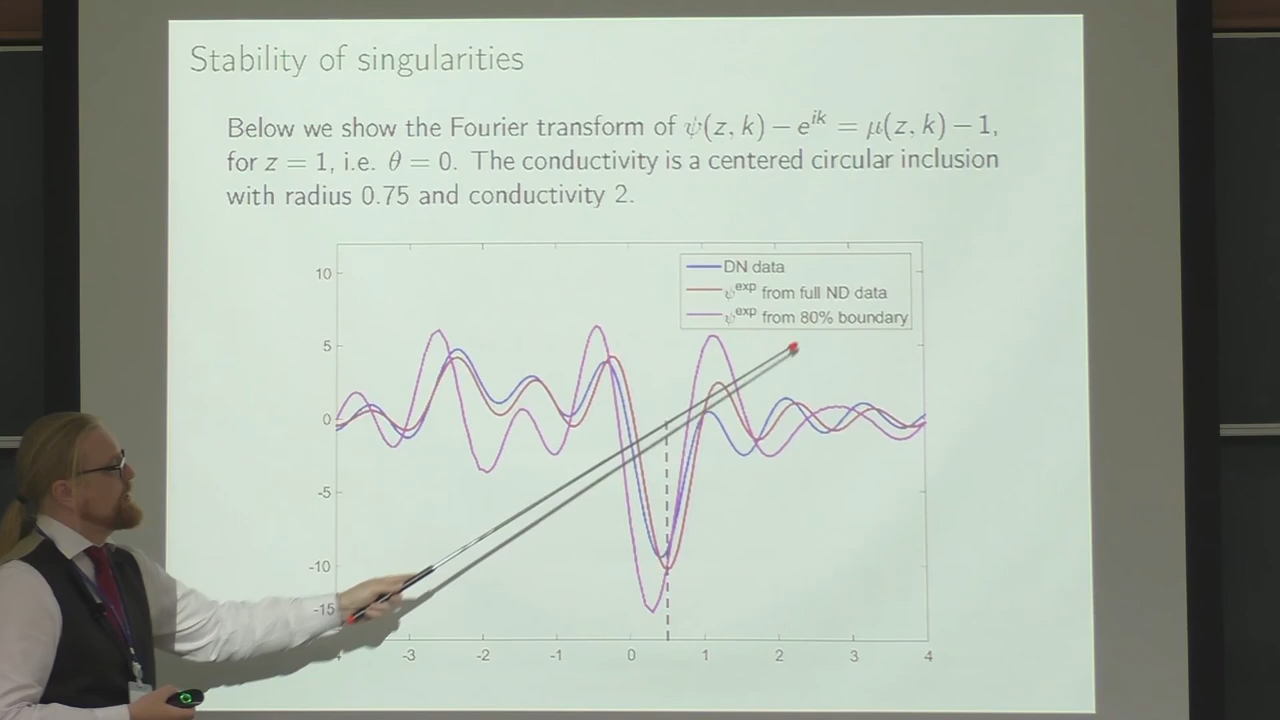 Stability of singularities
Below we show the Fourier transform of ψ(z, k) − e^{ik} = μ(z, k) − 1,
for z = 1, i.e. θ = 0. The conductivity is a centered circular inclusion
with radius 0.75 and conductivity 2.
DN data
ψ^{exp} from full ND data
ψ^{exp} from 80% boundary
10
5
0
-5
-10
-15
4 -3 -2 -1 0 1 2 3 4